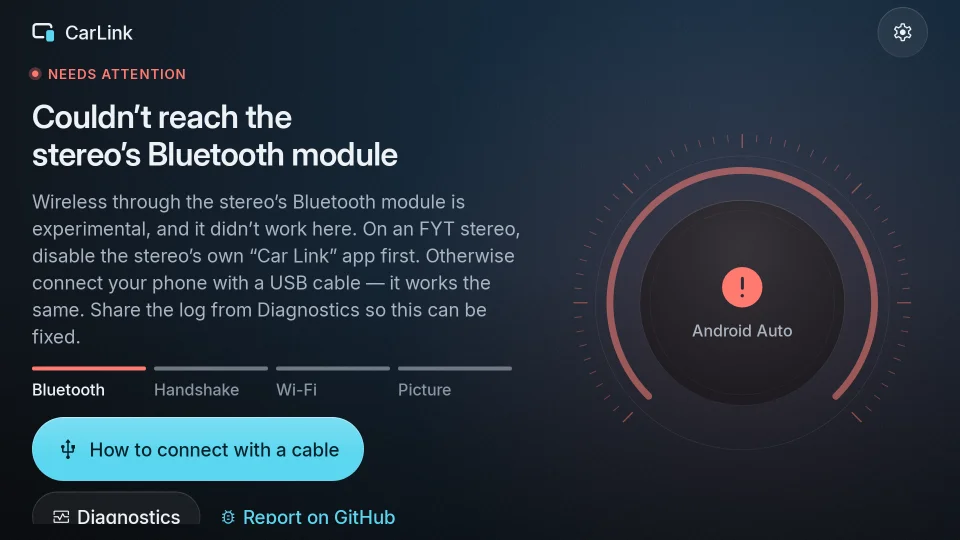 CarLink
NEEDS ATTENTION
Couldn’t reach the
stereo’s Bluetooth module
Wireless through the stereo’s Bluetooth module is
experimental, and it didn’t work here. On an FYT stereo,
disable the stereo’s own “Car Link” app first. Otherwise
connect your phone with a USB cable — it works the
same. Share the log from Diagnostics so this can be
fixed.
Bluetooth Handshake Wi-Fi Picture
How to connect with a cable
Diagnostics Report on GitHub
Android Auto